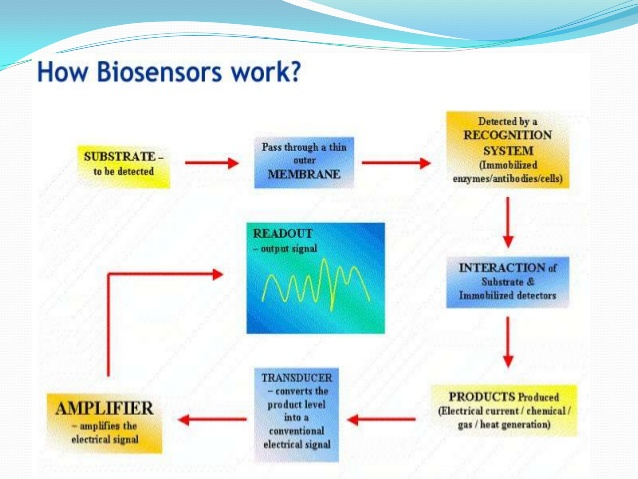 How Biosensors work?
SUBSTRATE –
to be detected
Pass through a thin
outer
MEMBRANE
Detected by a
RECOGNITION
SYSTEM
(Immobilized
enzymes/antibodies/cells)
INTERACTION of
Substrate &
Immobilized detectors
PRODUCTS Produced
(Electrical current / chemical /
gas / heat generation)
TRANSDUCER
– converts the
product level
into a
conventional
electrical signal
AMPLIFIER
– amplifies the
electrical signal
READOUT
– output signal